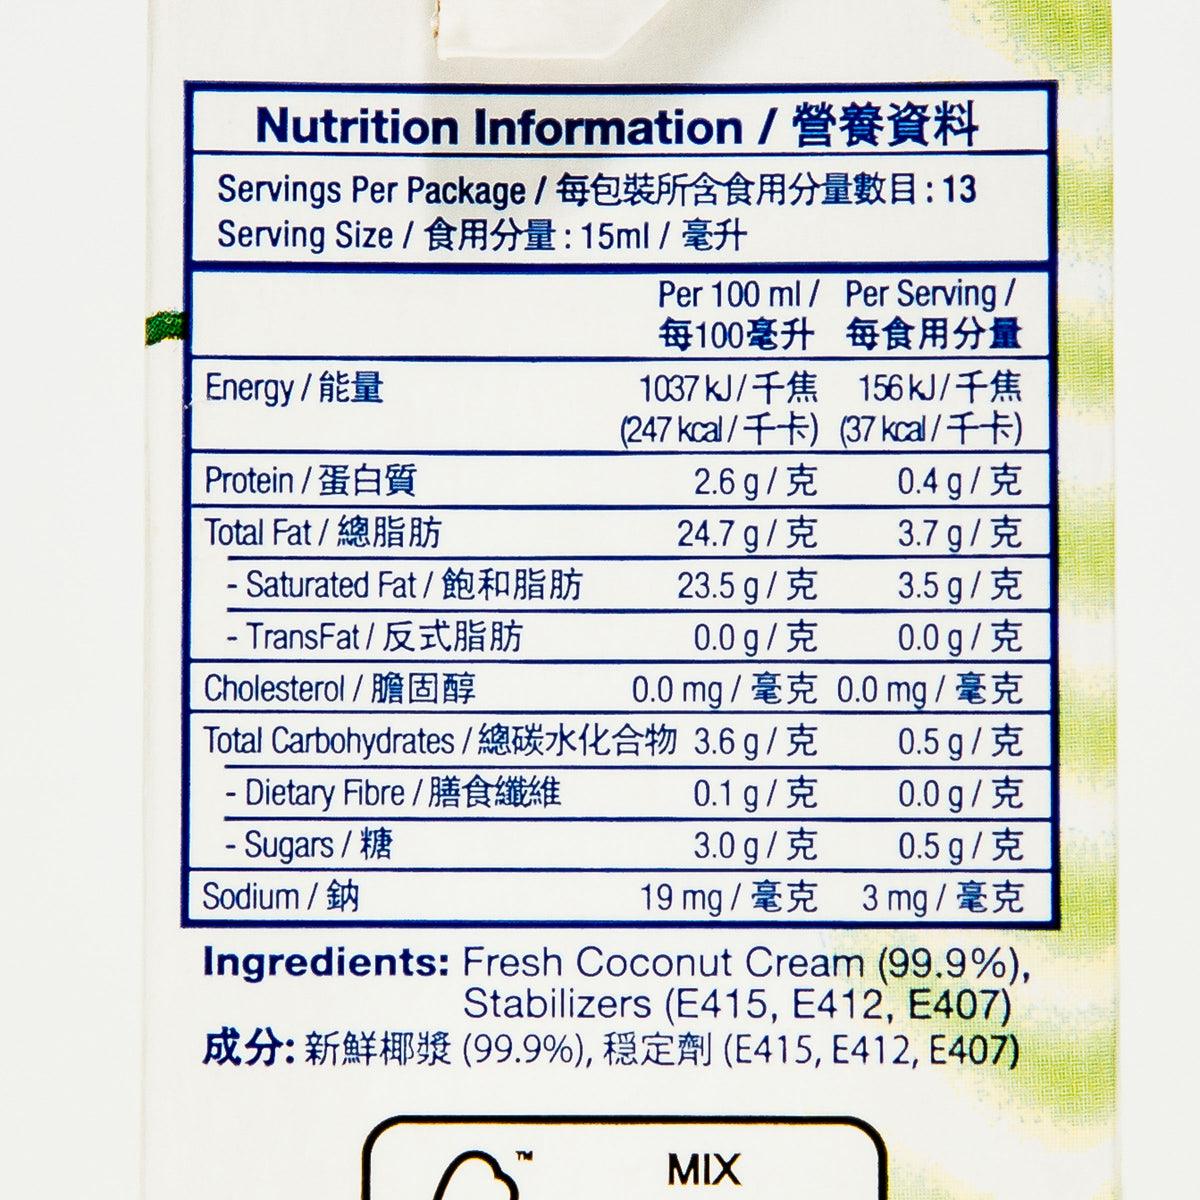 Nutrition Information / 營養資料
Servings Per Package / 每包裝所含食用分量數目 : 13
Serving Size / 食用分量 : 15ml / 毫升
Per 100 ml / Per Serving /
每100毫升 每食用分量
Energy / 能量 1037 kJ / 千焦 156 kJ / 千焦
(247 kcal / 千卡) (37 kcal / 千卡)
Protein / 蛋白質 2.6 g / 克 0.4 g / 克
Total Fat / 總脂肪 24.7 g / 克 3.7 g / 克
- Saturated Fat / 飽和脂肪 23.5 g / 克 3.5 g / 克
- TransFat / 反式脂肪 0.0 g / 克 0.0 g / 克
Cholesterol / 膽固醇 0.0 mg / 毫克 0.0 mg / 毫克
Total Carbohydrates / 總碳水化合物 3.6 g / 克 0.5 g / 克
- Dietary Fibre / 膳食纖維 0.1 g / 克 0.0 g / 克
- Sugars / 糖 3.0 g / 克 0.5 g / 克
Sodium / 鈉 19 mg / 毫克 3 mg / 毫克
Ingredients: Fresh Coconut Cream (99.9%),
Stabilizers (E415, E412, E407)
成分: 新鮮椰漿 (99.9%), 穩定劑 (E415, E412, E407)
™ MIX